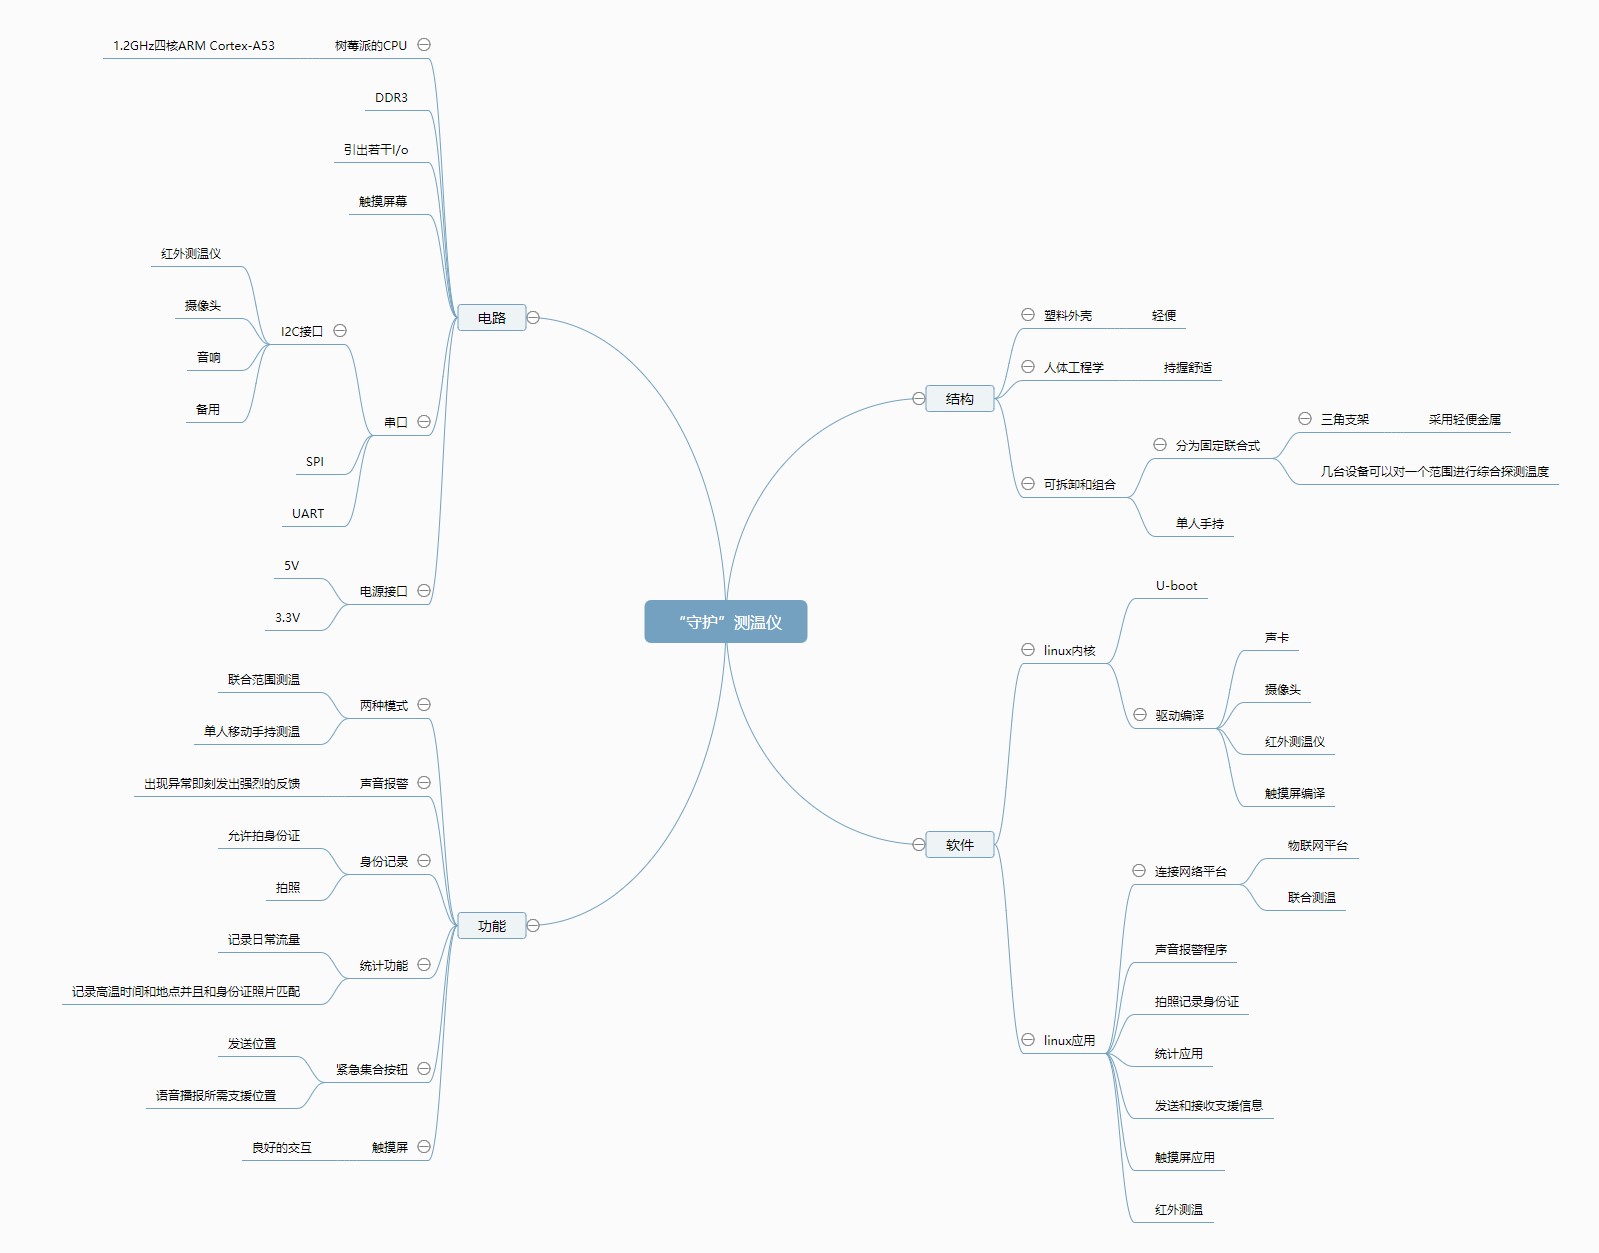 “守护”测温仪
电路
树莓派的CPU
1.2GHz四核ARM Cortex-A53
DDR3
引出若干I/o
触摸屏幕
串口
I2C接口
红外测温仪
摄像头
音响
备用
SPI
UART
电源接口
5V
3.3V
功能
两种模式
联合范围测温
单人移动手持测温
声音报警
出现异常即刻发出强烈的反馈
身份记录
允许拍身份证
拍照
统计功能
记录日常流量
记录高温时间和地点并且和身份证照片匹配
紧急集合按钮
发送位置
语音播报所需支援位置
触摸屏
良好的交互
结构
塑料外壳
轻便
人体工程学
持握舒适
可拆卸和组合
分为固定联合式
三角支架
采用轻便金属
几台设备可以对一个范围进行综合探测温度
单人手持
软件
linux内核
U-boot
驱动编译
声卡
摄像头
红外测温仪
触摸屏编译
linux应用
连接网络平台
物联网平台
联合测温
声音报警程序
拍照记录身份证
统计应用
发送和接收支援信息
触摸屏应用
红外测温